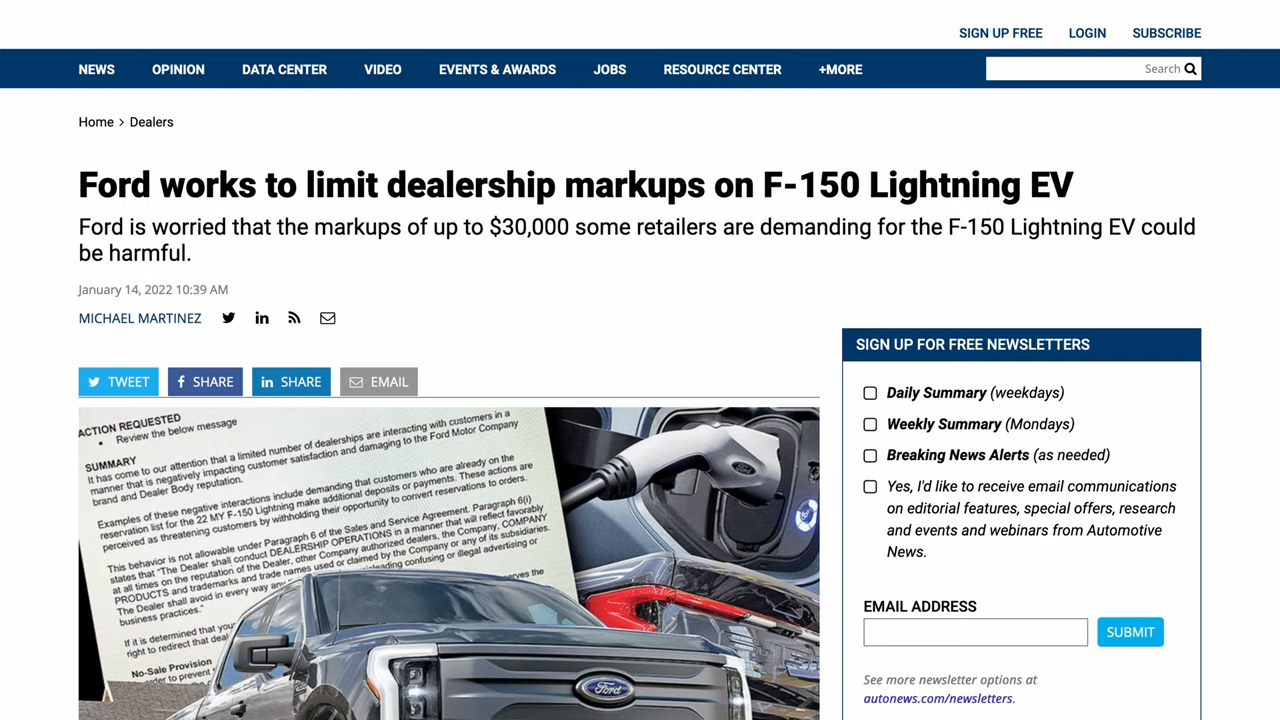 SIGN UP FREE LOGIN SUBSCRIBE
NEWS OPINION DATA CENTER VIDEO EVENTS & AWARDS JOBS RESOURCE CENTER +MORE Search
Home > Dealers
Ford works to limit dealership markups on F-150 Lightning EV
Ford is worried that the markups of up to $30,000 some retailers are demanding for the F-150 Lightning EV could
be harmful.
January 14, 2022 10:39 AM
MICHAEL MARTINEZ
TWEET SHARE SHARE EMAIL
ACTION REQUESTED
• Review the below message
SUMMARY
It has come to our attention that a limited number of dealerships are interacting with customers in a
manner that is negatively impacting customer satisfaction and damaging to the Ford Motor Company
brand and Dealer Body reputation.
Examples of these negative interactions include demanding that customers who are already on the
reservation list for the 22 MY F-150 Lightning make additional deposits or payments. These actions are
perceived as threatening customers by withholding their opportunity to convert reservations to orders.
This behavior is not allowable under Paragraph 6 of the Sales and Service Agreement. Paragraph 6(i)
states that "The Dealer shall conduct DEALERSHIP OPERATIONS in a manner that will reflect favorably
at all times on the reputation of the Dealer, other Company authorized dealers, the Company, COMPANY
PRODUCTS and trademarks and trade names used or claimed by the Company or any of its subsidiaries.
The Dealer shall avoid in every way any misleading confusing or illegal advertising or
business practices."
If it is determined that your
right to redirect that deal
No-Sale Provision
order to prevent
Ford
Ford
SIGN UP FOR FREE NEWSLETTERS
Daily Summary (weekdays)
Weekly Summary (Mondays)
Breaking News Alerts (as needed)
Yes, I'd like to receive email communications
on editorial features, special offers, research
and events and webinars from Automotive
News.
EMAIL ADDRESS
SUBMIT
See more newsletter options at
autonews.com/newsletters.